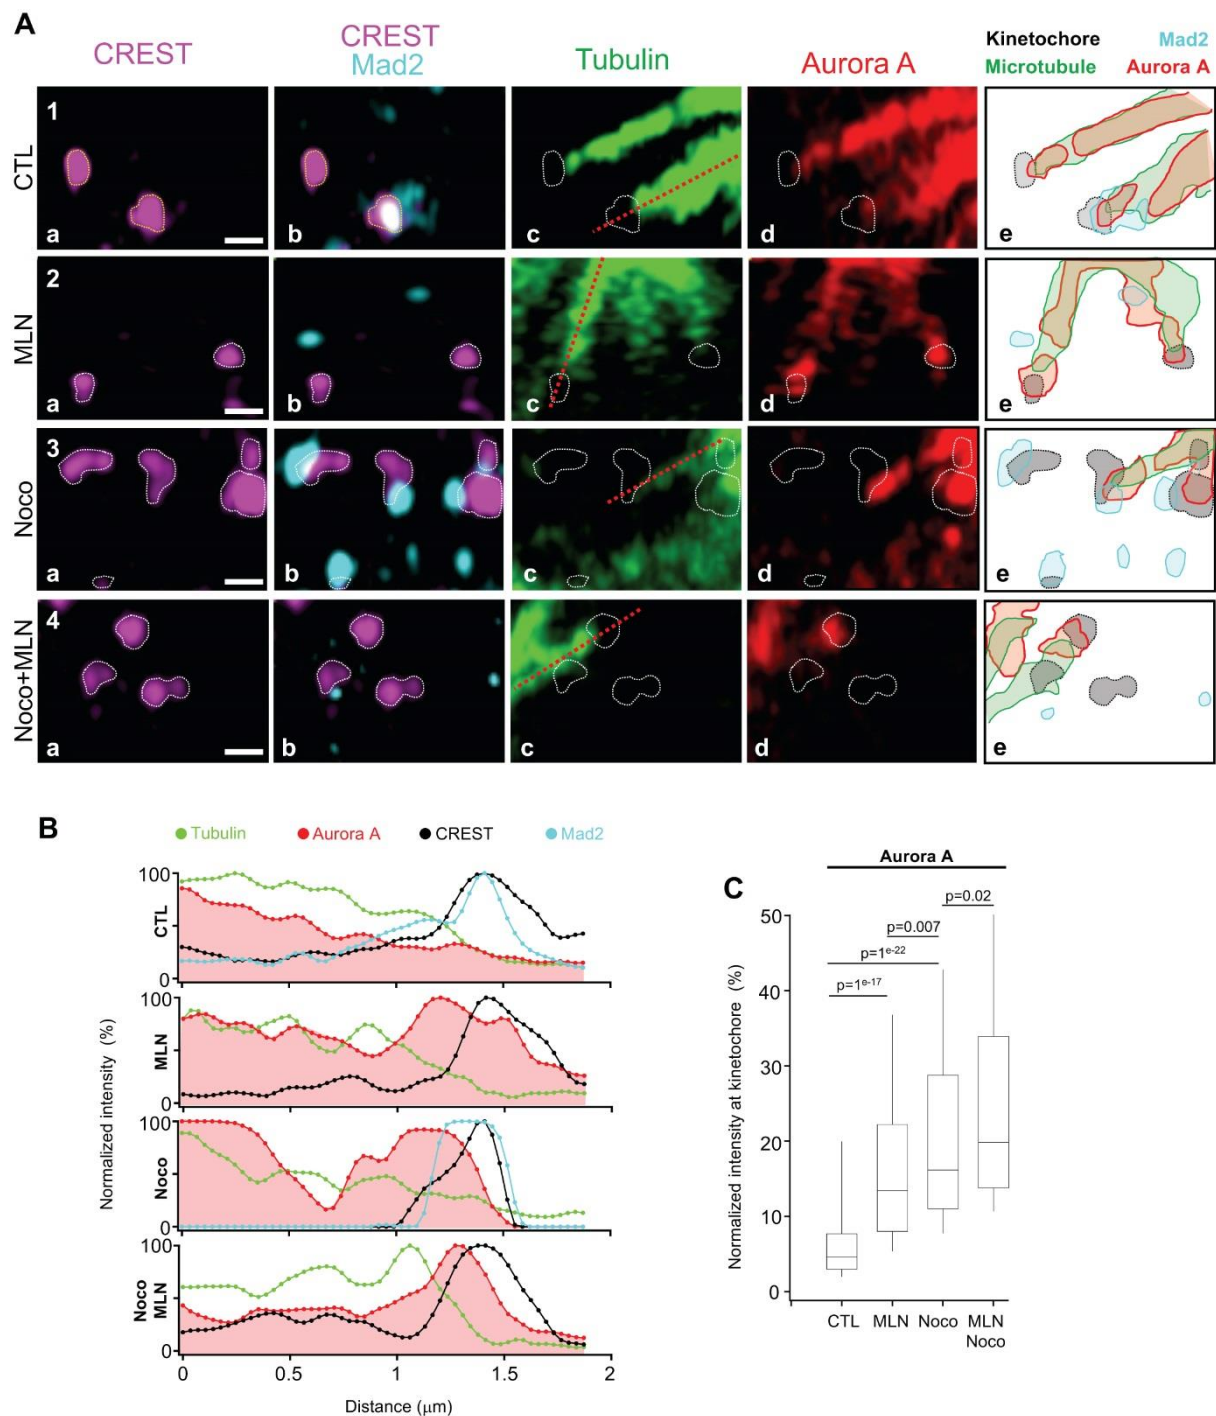 A
CREST
CREST
Mad2
Tubulin
Aurora A
Kinetochore Mad2
Microtubule Aurora A
CTL
1
a
b
c
d
e
MLN
2
a
b
c
d
e
Noco
3
a
b
c
d
e
Noco+MLN
4
a
b
c
d
e
B
Tubulin Aurora A CREST Mad2
Normalized intensity (%)
100
CTL
0
100
MLN
0
100
Noco
0
100
Noco
MLN
0
0 0.5 1 1.5 2
Distance (μm)
C
Aurora A
p=0.02
p=0.007
p=1e-22
p=1e-17
Normalized intensity at kinetochore (%)
50
40
30
20
10
0
CTL MLN Noco MLN
Noco